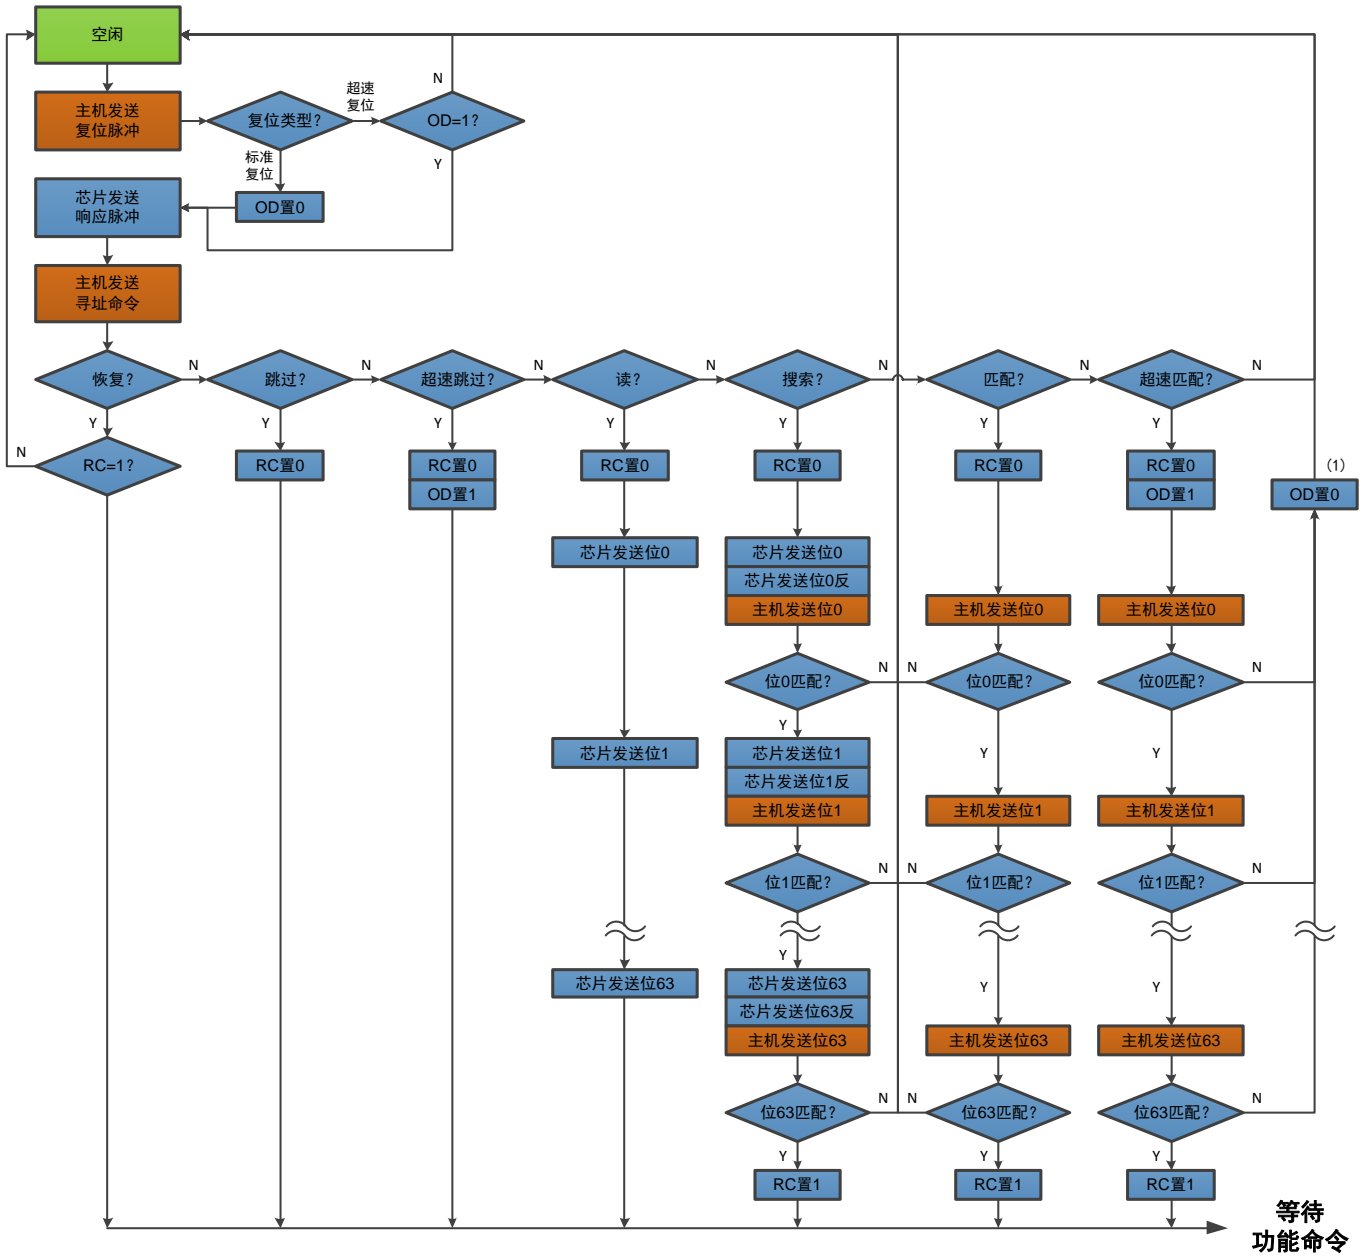 空闲
N
超速
复位
主机发送
复位脉冲
复位类型？
OD=1？
标准
复位
Y
芯片发送
响应脉冲
OD置0
主机发送
寻址命令
恢复？
N
跳过？
N
超速跳过？
N
读？
N
搜索？
N
匹配？
N
超速匹配？
N
Y
Y
Y
Y
Y
Y
Y
N
RC=1？
RC置0
RC置0
OD置1
RC置0
RC置0
RC置0
RC置0
OD置1
（1）
OD置0
芯片发送位0
芯片发送位0
芯片发送位0反
主机发送位0
主机发送位0
主机发送位0
位0匹配？
N
N
位0匹配？
位0匹配？
N
Y
Y
Y
芯片发送位1
芯片发送位1
芯片发送位1反
主机发送位1
主机发送位1
主机发送位1
位1匹配？
N
N
位1匹配？
位1匹配？
N
Y
Y
Y
芯片发送位63
芯片发送位63
芯片发送位63反
主机发送位63
主机发送位63
主机发送位63
位63匹配？
N
N
位63匹配？
位63匹配？
N
Y
Y
Y
RC置1
RC置1
RC置1
等待
功能命令